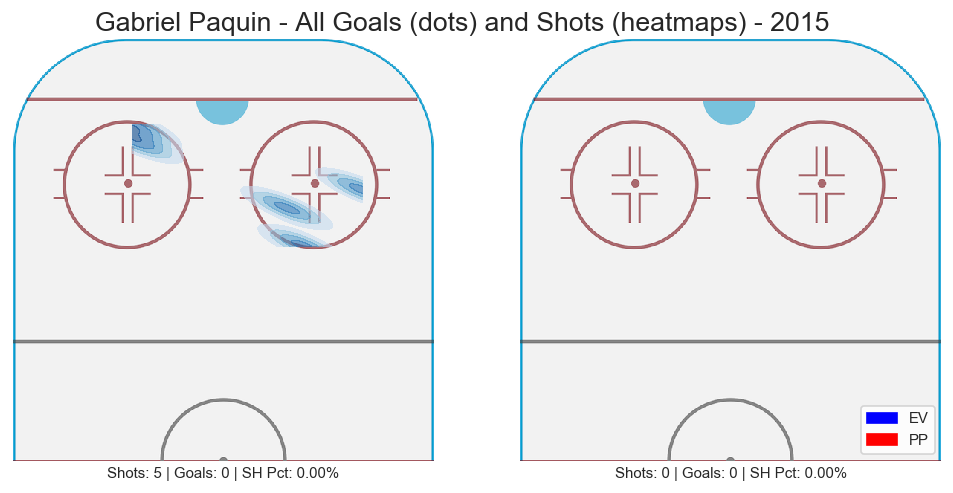 Gabriel Paquin - All Goals (dots) and Shots (heatmaps) - 2015
EV
PP
Shots: 5 | Goals: 0 | SH Pct: 0.00%
Shots: 0 | Goals: 0 | SH Pct: 0.00%